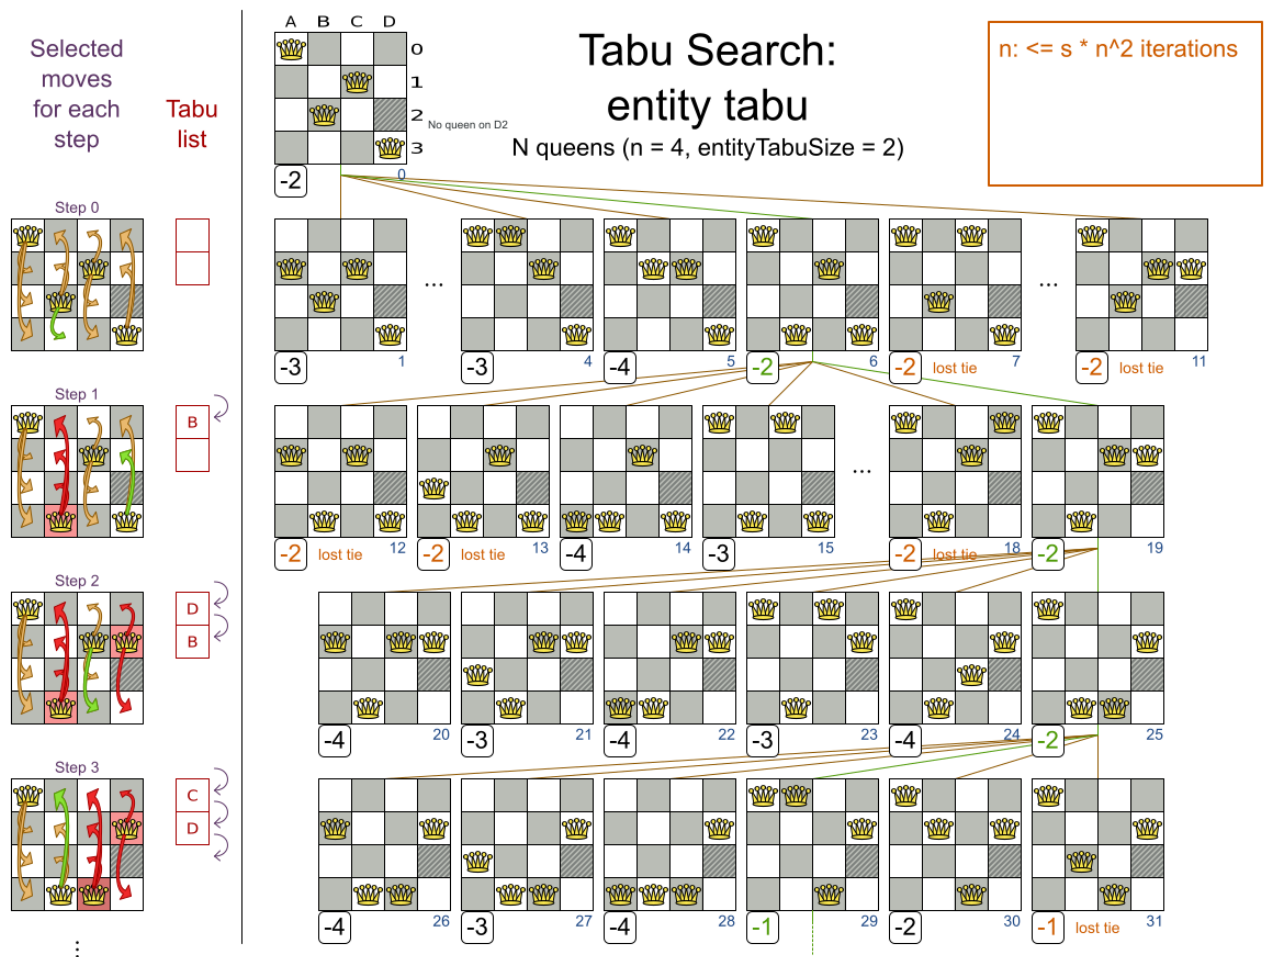 Selected
moves
for each
step
Tabu
list
A B C D
0
1
2
3
No queen on D2
-2
0
Tabu Search:
entity tabu
N queens (n = 4, entityTabuSize = 2)
n: <= s * n^2 iterations
Step 0
...
...
-3 1
-3 4
-4 5
-2 6
-2 lost tie 7
-2 lost tie 11
Step 1
B
...
-2 lost tie 12
-2 lost tie 13
-4 14
-3 15
-2 lost tie 18
-2 19
Step 2
D
B
-4 20
-3 21
-4 22
-3 23
-4 24
-2 25
Step 3
C
D
-4 26
-3 27
-4 28
-1 29
-2 30
-1 lost tie 31
...